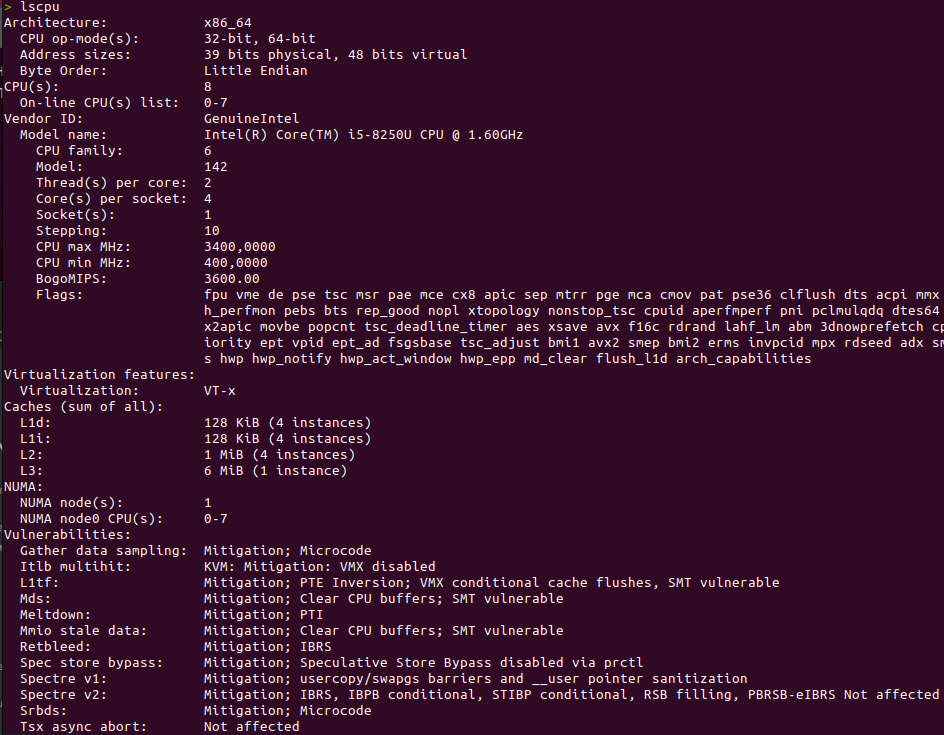 > lscpu
Architecture: x86_64
CPU op-mode(s): 32-bit, 64-bit
Address sizes: 39 bits physical, 48 bits virtual
Byte Order: Little Endian
CPU(s): 8
On-line CPU(s) list: 0-7
Vendor ID: GenuineIntel
Model name: Intel(R) Core(TM) i5-8250U CPU @ 1.60GHz
CPU family: 6
Model: 142
Thread(s) per core: 2
Core(s) per socket: 4
Socket(s): 1
Stepping: 10
CPU max MHz: 3400,0000
CPU min MHz: 400,0000
BogoMIPS: 3600.00
Flags: fpu vme de pse tsc msr pae mce cx8 apic sep mtrr pge mca cmov pat pse36 clflush dts acpi mmx
h_perfmon pebs bts rep_good nopl xtopology nonstop_tsc cpuid aperfmperf pni pclmulqdq dtes64
x2apic movbe popcnt tsc_deadline_timer aes xsave avx f16c rdrand lahf_lm abm 3dnowprefetch cp
iority ept vpid ept_ad fsgsbase tsc_adjust bmi1 avx2 smep bmi2 erms invpcid mpx rdseed adx sm
s hwp hwp_notify hwp_act_window hwp_epp md_clear flush_l1d arch_capabilities
Virtualization features:
Virtualization: VT-x
Caches (sum of all):
L1d: 128 KiB (4 instances)
L1i: 128 KiB (4 instances)
L2: 1 MiB (4 instances)
L3: 6 MiB (1 instance)
NUMA:
NUMA node(s): 1
NUMA node0 CPU(s): 0-7
Vulnerabilities:
Gather data sampling: Mitigation; Microcode
Itlb multihit: KVM: Mitigation: VMX disabled
L1tf: Mitigation; PTE Inversion; VMX conditional cache flushes, SMT vulnerable
Mds: Mitigation; Clear CPU buffers; SMT vulnerable
Meltdown: Mitigation; PTI
Mmio stale data: Mitigation; Clear CPU buffers; SMT vulnerable
Retbleed: Mitigation; IBRS
Spec store bypass: Mitigation; Speculative Store Bypass disabled via prctl
Spectre v1: Mitigation; usercopy/swapgs barriers and __user pointer sanitization
Spectre v2: Mitigation; IBRS, IBPB conditional, STIBP conditional, RSB filling, PBRSB-eIBRS Not affected
Srbds: Mitigation; Microcode
Tsx async abort: Not affected